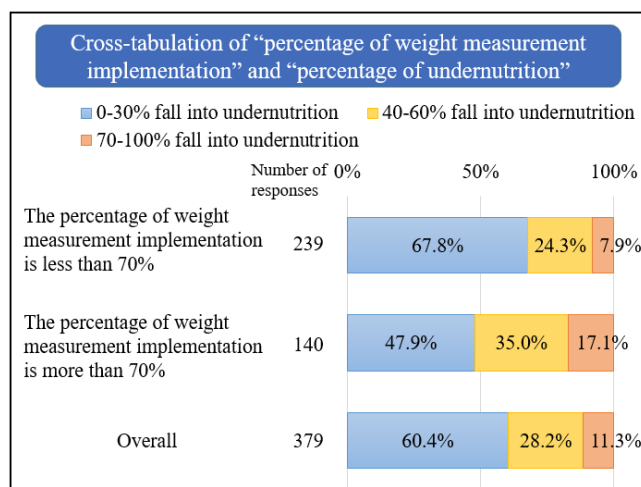 Cross-tabulation of “percentage of weight measurement
implementation” and “percentage of undernutrition”
0-30% fall into undernutrition 40-60% fall into undernutrition
70-100% fall into undernutrition
Number of
responses 0% 50% 100%
The percentage of weight
measurement implementation
is less than 70%
239 67.8% 24.3% 7.9%
The percentage of weight
measurement implementation
is more than 70%
140 47.9% 35.0% 17.1%
Overall 379 60.4% 28.2% 11.3%